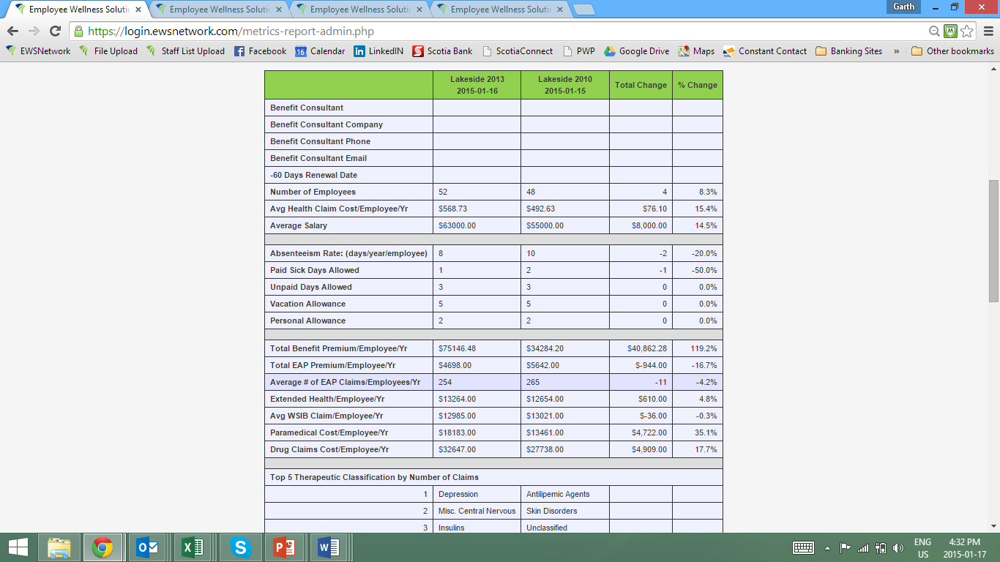 Employee Wellness Soluti Employee Wellness Soluti Employee Wellness Soluti Employee Wellness Soluti Garth
https://login.ewsnetwork.com/metrics-report-admin.php
EWSNetwork File Upload Staff List Upload Facebook 16 Calendar LinkedIN Scotia Bank ScotiaConnect PWP Google Drive Maps Constant Contact Banking Sites » Other bookmarks
Lakeside 2013 Lakeside 2010 Total Change % Change
2015-01-16 2015-01-15
Benefit Consultant
Benefit Consultant Company
Benefit Consultant Phone
Benefit Consultant Email
-60 Days Renewal Date
Number of Employees 52 48 4 8.3%
Avg Health Claim Cost/Employee/Yr $568.73 $492.63 $76.10 15.4%
Average Salary $63000.00 $55000.00 $8,000.00 14.5%
Absenteeism Rate: (days/year/employee) 8 10 -2 -20.0%
Paid Sick Days Allowed 1 2 -1 -50.0%
Unpaid Days Allowed 3 3 0 0.0%
Vacation Allowance 5 5 0 0.0%
Personal Allowance 2 2 0 0.0%
Total Benefit Premium/Employee/Yr $75146.48 $34284.20 $40,862.28 119.2%
Total EAP Premium/Employee/Yr $4698.00 $5642.00 $-944.00 -16.7%
Average # of EAP Claims/Employees/Yr 254 265 -11 -4.2%
Extended Health/Employee/Yr $13264.00 $12654.00 $610.00 4.8%
Avg WSIB Claim/Employee/Yr $12985.00 $13021.00 $-36.00 -0.3%
Paramedical Cost/Employee/Yr $18183.00 $13461.00 $4,722.00 35.1%
Drug Claims Cost/Employee/Yr $32647.00 $27738.00 $4,909.00 17.7%
Top 5 Therapeutic Classification by Number of Claims
1 Depression Antilipemic Agents
2 Misc. Central Nervous Skin Disorders
3 Insulins Unclassified
ENG 4:32 PM
US 2015-01-17